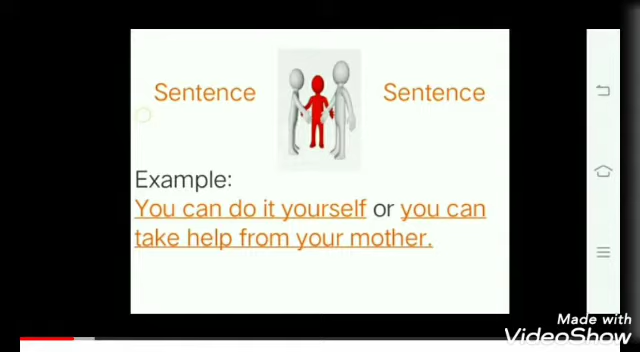 Sentence Sentence
Example:
You can do it yourself or you can
take help from your mother.
Made with
VideoShow